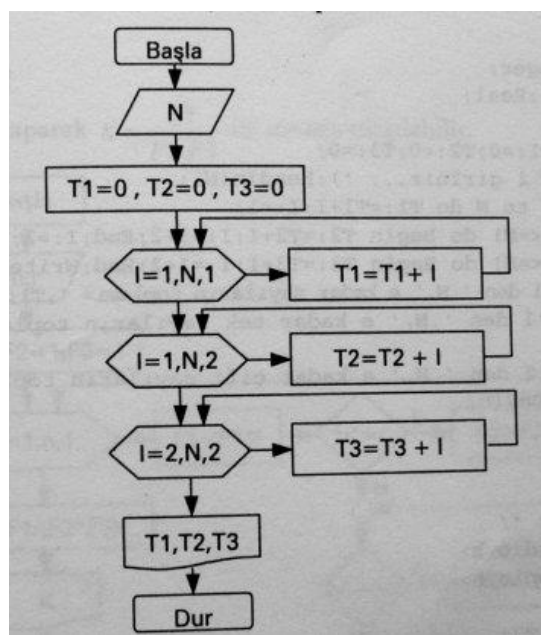 Başla
N
T1=0 , T2=0 , T3=0
I=1,N,1
T1=T1+ I
I=1,N,2
T2=T2 + I
I=2,N,2
T3=T3 + I
T1,T2,T3
Dur